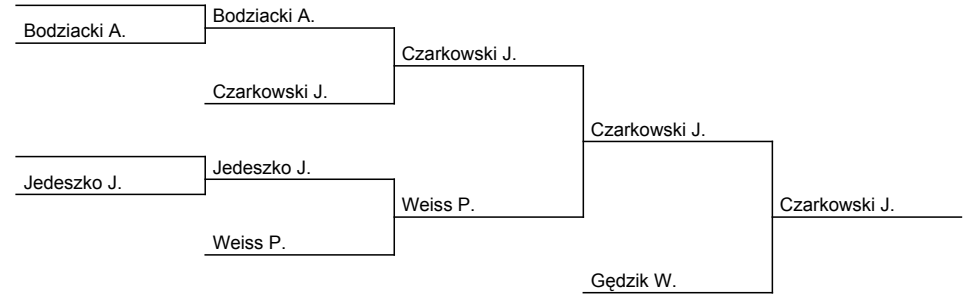 Bodziacki A.
Bodziacki A.
Czarkowski J.
Czarkowski J.
Czarkowski J.
Jedeszko J.
Jedeszko J.
Weiss P.
Czarkowski J.
Weiss P.
Gędzik W.